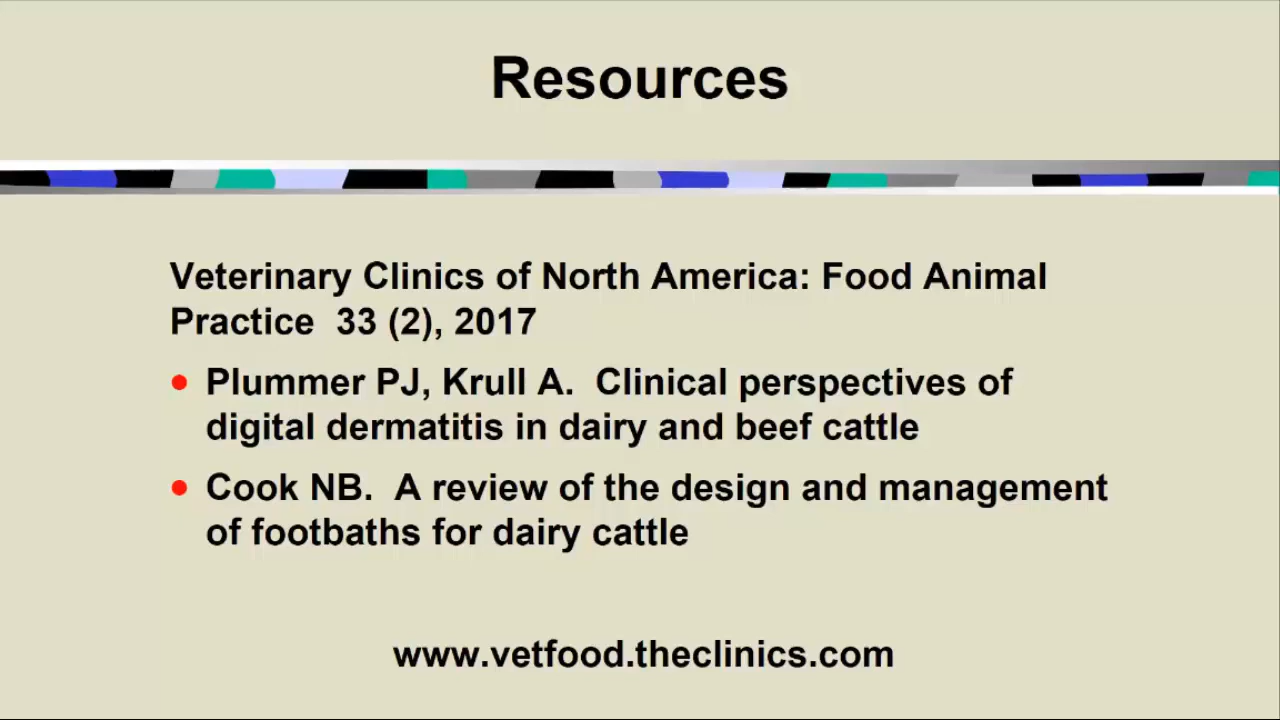 Resources
Veterinary Clinics of North America: Food Animal
Practice  33 (2), 2017
• Plummer PJ, Krull A.  Clinical perspectives of
digital dermatitis in dairy and beef cattle
• Cook NB.  A review of the design and management
of footbaths for dairy cattle
www.vetfood.theclinics.com